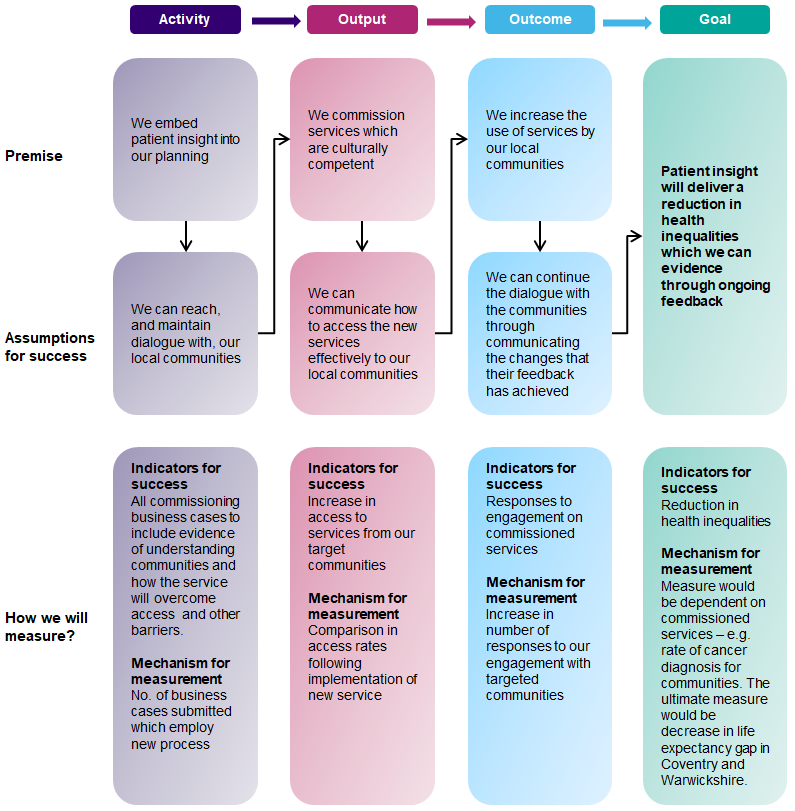 Activity
Output
Outcome
Goal
Premise
We embed
patient insight into
our planning
We commission
services which
are culturally
competent
We increase the
use of services by
our local
communities
Patient insight
will deliver a
reduction in
health
inequalities
which we can
evidence
through ongoing
feedback
Assumptions
for success
We can reach,
and maintain
dialogue with, our
local communities
We can
communicate how
to access the new
services
effectively to our
local communities
We can continue
the dialogue with
the communities
through
communicating
the changes that
their feedback
has achieved
How we will
measure?
Indicators for
success
All commissioning
business cases to
include evidence
of understanding
communities and
how the service
will overcome
access and other
barriers.
Mechanism for
measurement
No. of business
cases submitted
which employ
new process
Indicators for
success
Increase in
access to
services from our
target
communities
Mechanism for
measurement
Comparison in
access rates
following
implementation of
new service
Indicators for
success
Responses to
engagement on
commissioned
services
Mechanism for
measurement
Increase in
number of
responses to our
engagement with
targeted
communities
Indicators for
success
Reduction in
health inequalities
Mechanism for
measurement
Measure would
be dependent on
commissioned
services – e.g.
rate of cancer
diagnosis for
communities. The
ultimate measure
would be
decrease in life
expectancy gap in
Coventry and
Warwickshire.